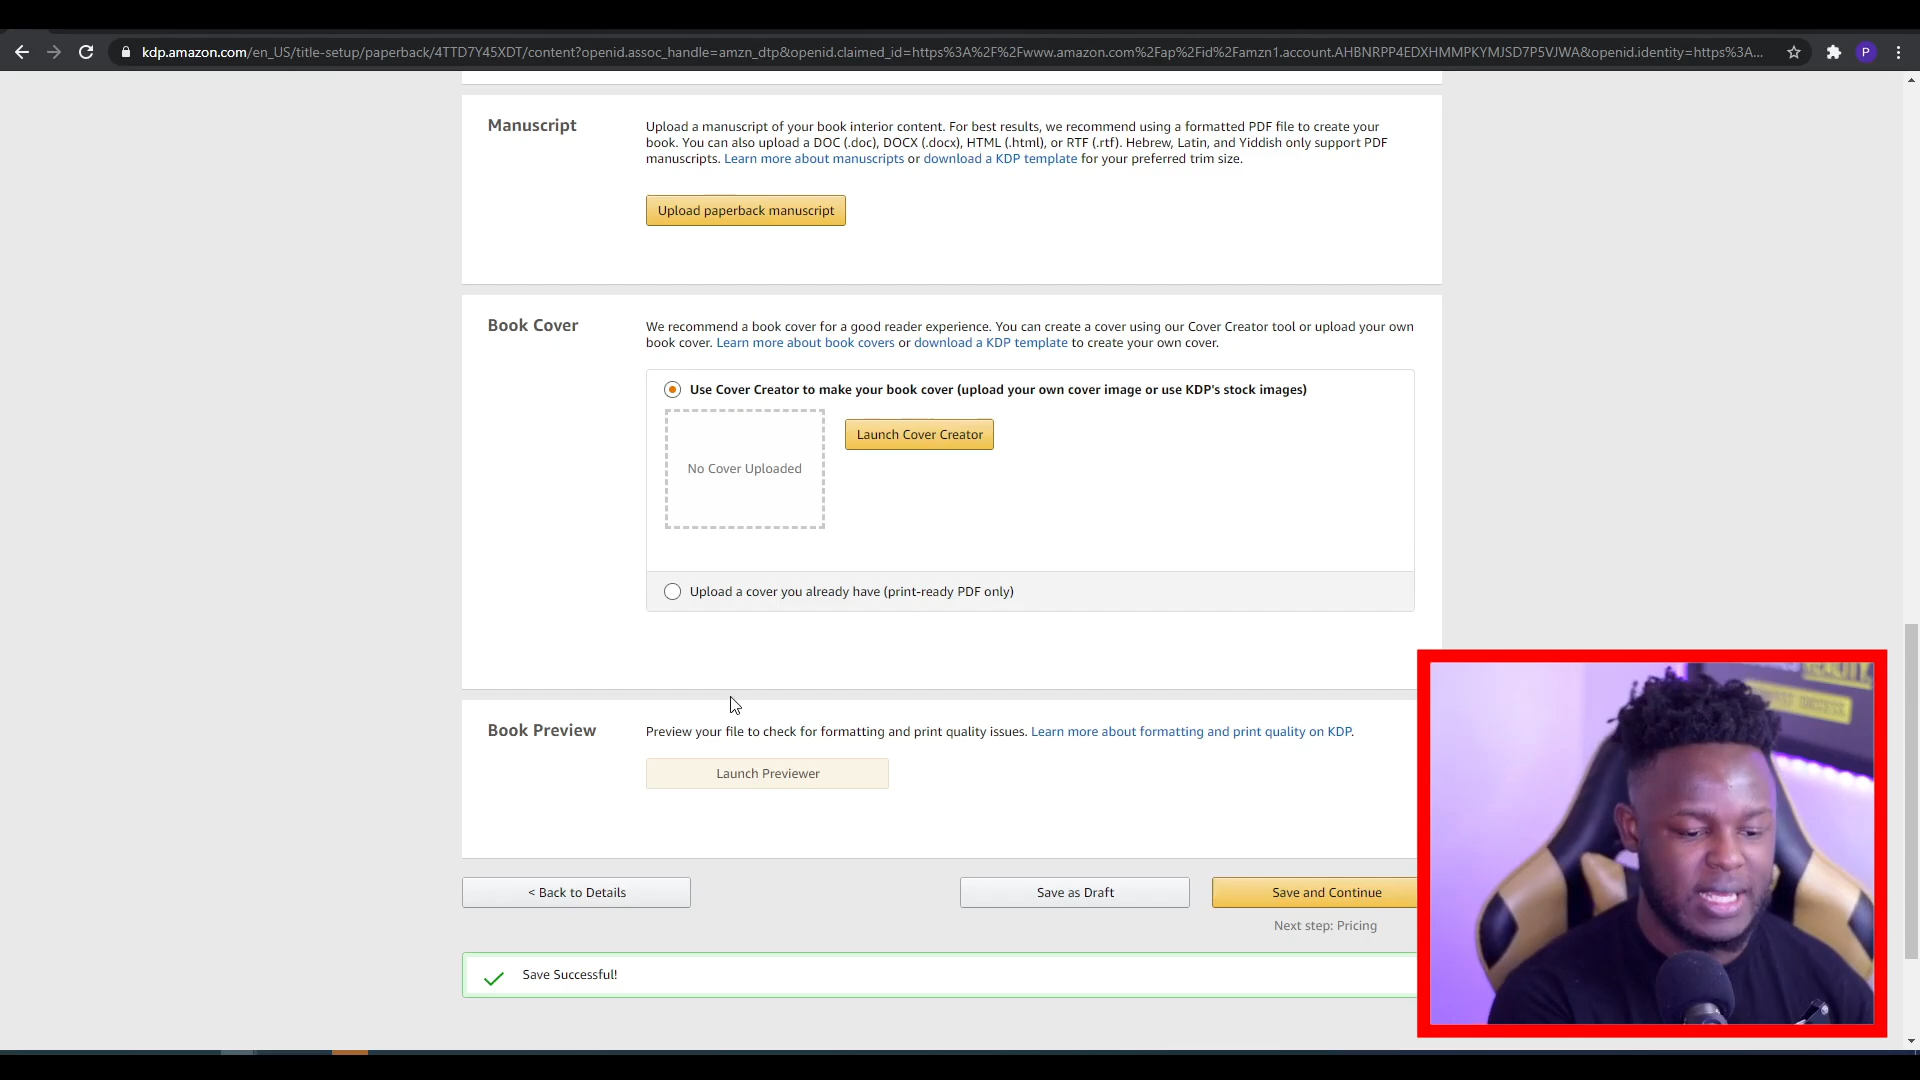 kdp.amazon.com/en_US/title-setup/paperback/4TTD7Y45XDT/content?openid.assoc_handle=amzn_dtp&openid.claimed_id=https%3A%2F%2Fwww.amazon.com%2Fap%2Fid%2Famzn1.account.AHBNRPP4EDXHMMPKYMJSD7P5VJWA&openid.identity=https%3A...
P
Manuscript
Upload a manuscript of your book interior content. For best results, we recommend using a formatted PDF file to create your
book. You can also upload a DOC (.doc), DOCX (.docx), HTML (.html), or RTF (.rtf). Hebrew, Latin, and Yiddish only support PDF
manuscripts. Learn more about manuscripts or download a KDP template for your preferred trim size.
Upload paperback manuscript
Book Cover
We recommend a book cover for a good reader experience. You can create a cover using our Cover Creator tool or upload your own
book cover. Learn more about book covers or download a KDP template to create your own cover.
Use Cover Creator to make your book cover (upload your own cover image or use KDP's stock images)
Launch Cover Creator
No Cover Uploaded
Upload a cover you already have (print-ready PDF only)
Book Preview
Preview your file to check for formatting and print quality issues. Learn more about formatting and print quality on KDP.
Launch Previewer
< Back to Details
Save as Draft
Save and Continue
Next step: Pricing
Save Successful!